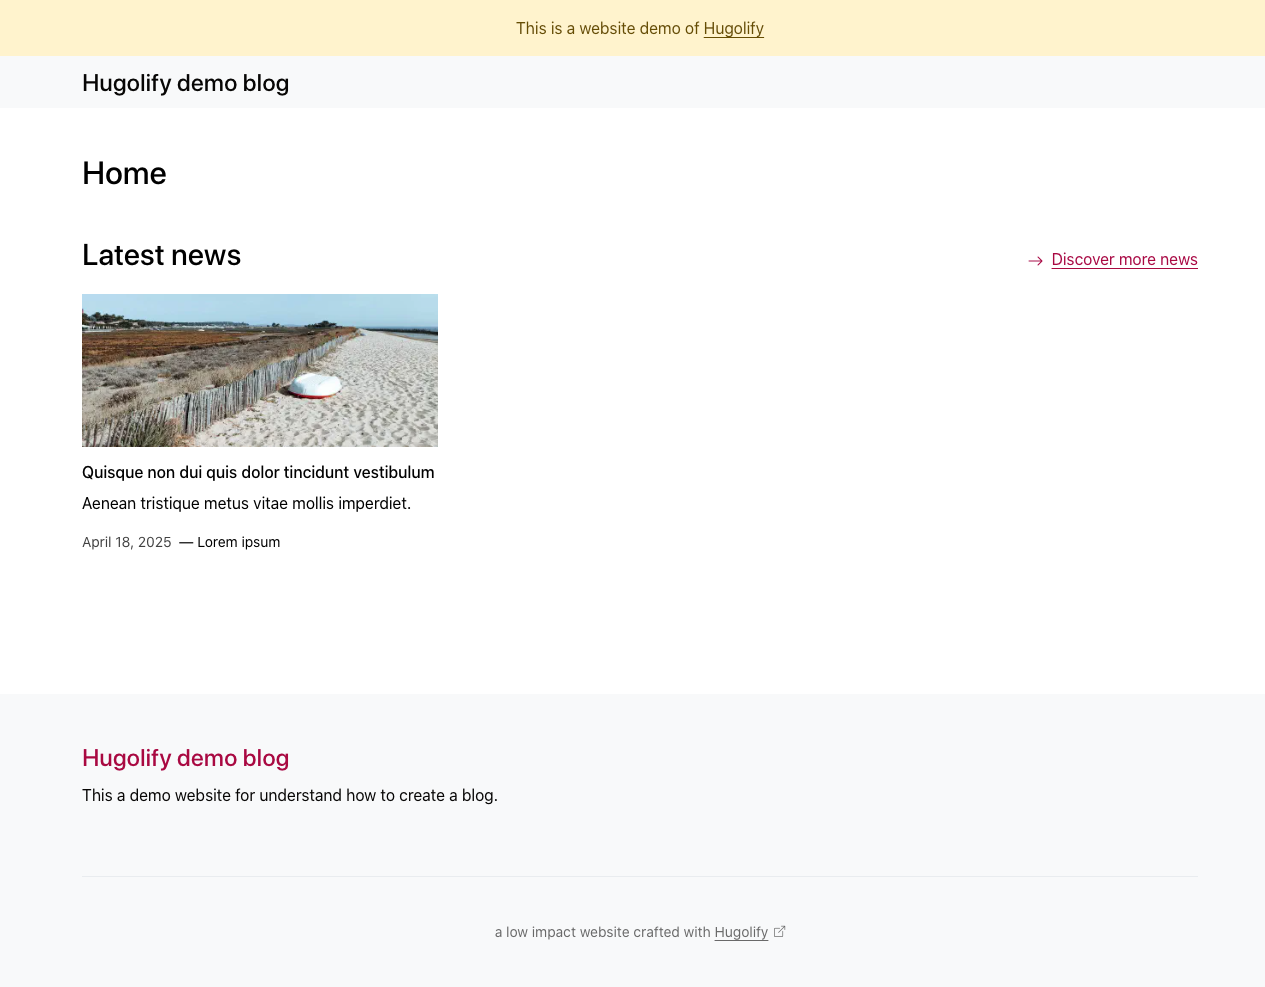 This is a website demo of Hugolify
Hugolify demo blog
Home
Latest news
Discover more news
Quisque non dui quis dolor tincidunt vestibulum
Aenean tristique metus vitae mollis imperdiet.
April 18, 2025 — Lorem ipsum
Hugolify demo blog
This a demo website for understand how to create a blog.
a low impact website crafted with Hugolify